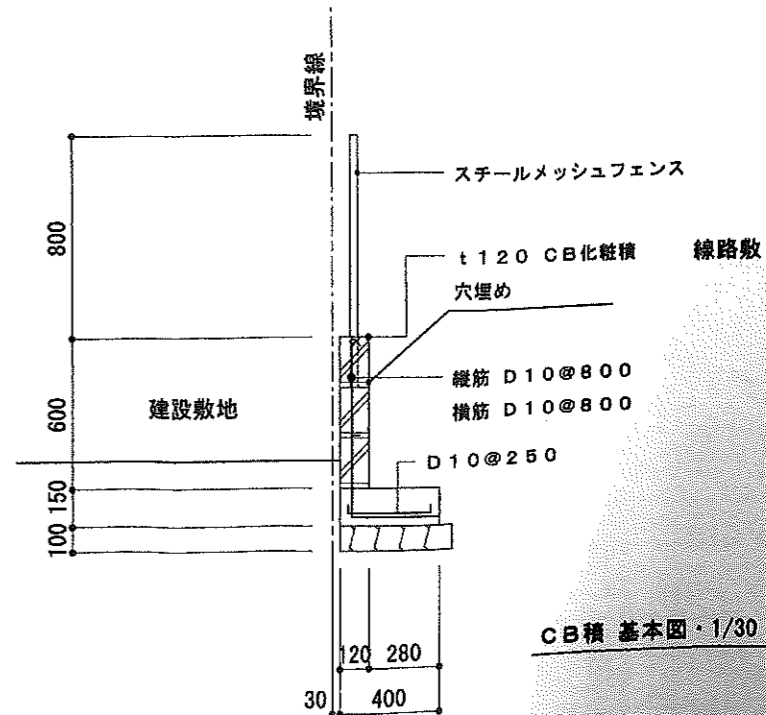 境界線
スチールメッシュフェンス
800
t120 CB化粧積
線路敷
穴埋め
縦筋 D10@800
横筋 D10@800
600
建設敷地
D10@250
150
100
CB積 基本図・1/30
120 280
30 400